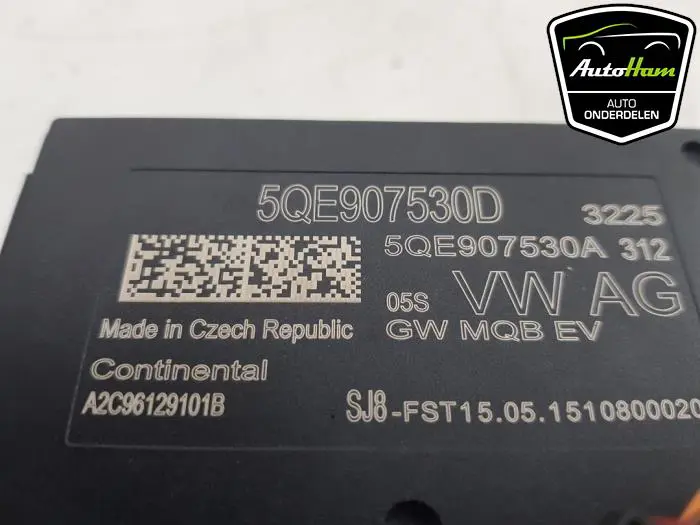 AutoHam
AUTO
ONDERDELEN
5QE907530D
3225
5QE907530A 312
05S VW AG
GW MQB EV
Made in Czech Republic
Continental
A2C96129101B
SJ8-FST15.05.1510800020